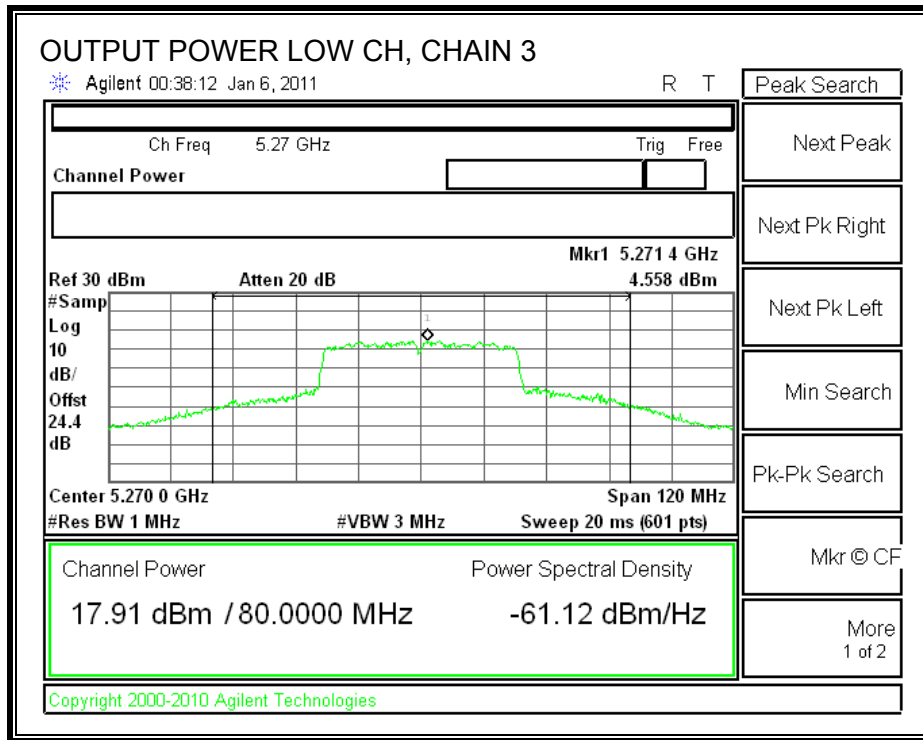 OUTPUT POWER LOW CH, CHAIN 3
Agilent 00:38:12 Jan 6, 2011 R T
Peak Search
Ch Freq 5.27 GHz Trig Free
Channel Power
Next Peak
Next Pk Right
Mkr1 5.271 4 GHz
Ref 30 dBm Atten 20 dB 4.558 dBm
#Samp
Log
10
dB/
Offst
24.4
dB
1
Next Pk Left
Min Search
Pk-Pk Search
Center 5.270 0 GHz Span 120 MHz
#Res BW 1 MHz #VBW 3 MHz Sweep 20 ms (601 pts)
Channel Power Power Spectral Density
17.91 dBm / 80.0000 MHz -61.12 dBm/Hz
Mkr © CF
More
1 of 2
Copyright 2000-2010 Agilent Technologies